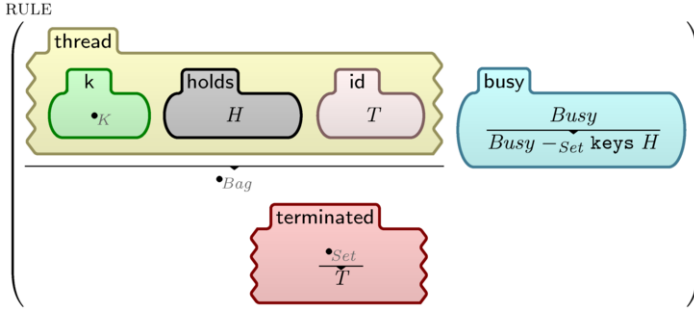 RULE
thread
k holds id busy
•K H T Busy
Busy −Set keys H
•Bag
terminated
•Set
T